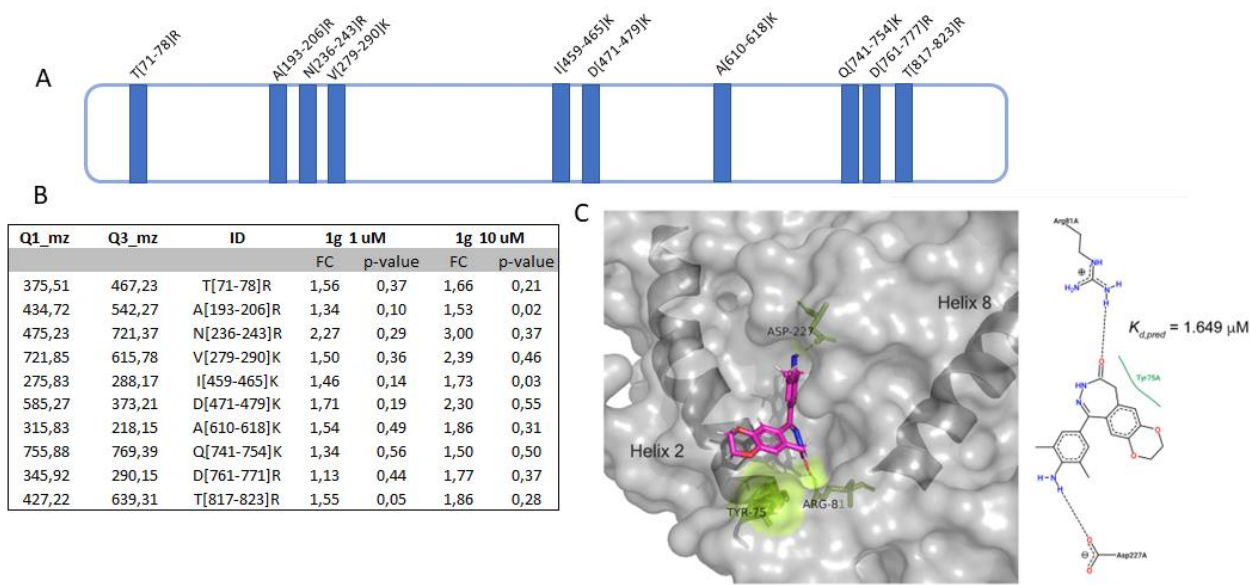 T[71-78]R
A[193-206]R
N[236-243]R
V[279-290]K
I[459-465]K
D[471-479]K
A[610-618]K
Q[741-754]K
D[761-777]R
T[817-823]R
A
B
Q1_mz Q3_mz ID 1g 1 uM 1g 10 uM
FC p-value FC p-value
375,51 467,23 T[71-78]R 1,56 0,37 1,66 0,21
434,72 542,27 A[193-206]R 1,34 0,10 1,53 0,02
475,23 721,37 N[236-243]R 2,27 0,29 3,00 0,37
721,85 615,78 V[279-290]K 1,50 0,36 2,39 0,46
275,83 288,17 I[459-465]K 1,46 0,14 1,73 0,03
585,27 373,21 D[471-479]K 1,71 0,19 2,30 0,55
315,83 218,15 A[610-618]K 1,54 0,49 1,86 0,31
755,88 769,39 Q[741-754]K 1,34 0,56 1,50 0,50
345,92 290,15 D[761-771]R 1,13 0,44 1,77 0,37
427,22 639,31 T[817-823]R 1,55 0,05 1,86 0,28
C
ASP-227
Helix 8
Helix 2
TYR-75
ARG-81
Arg81A
NH
H₂N
N
H
H
Kd,pred = 1.649 μM
O
Tyr75A
HN
N
O
O
H-N
H
O
O
Asp227A